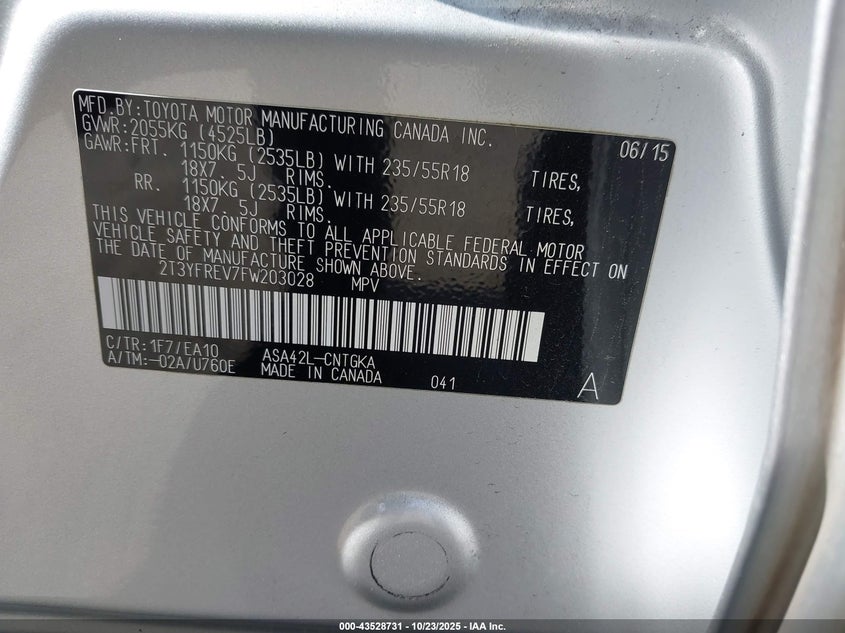 MFD. BY: TOYOTA MOTOR MANUFACTURING CANADA INC.
GVWR: 2055KG (4525LB) 06/15
GAWR: FRT. 1150KG (2535LB) WITH 235/55R18 TIRES,
18X7. 5J RIMS.
RR. 1150KG (2535LB) WITH 235/55R18 TIRES,
18X7. 5J RIMS.
THIS VEHICLE CONFORMS TO ALL APPLICABLE FEDERAL MOTOR
VEHICLE SAFETY AND THEFT PREVENTION STANDARDS IN EFFECT ON
THE DATE OF MANUFACTURE SHOWN ABOVE.
2T3YFREV7FW203028 MPV
C/TR: 1F7/EA10 ASA42L-CNTGKA
A/TM: -02A/U760E MADE IN CANADA 041 A
000-43528731 - 10/23/2025 - IAA Inc.